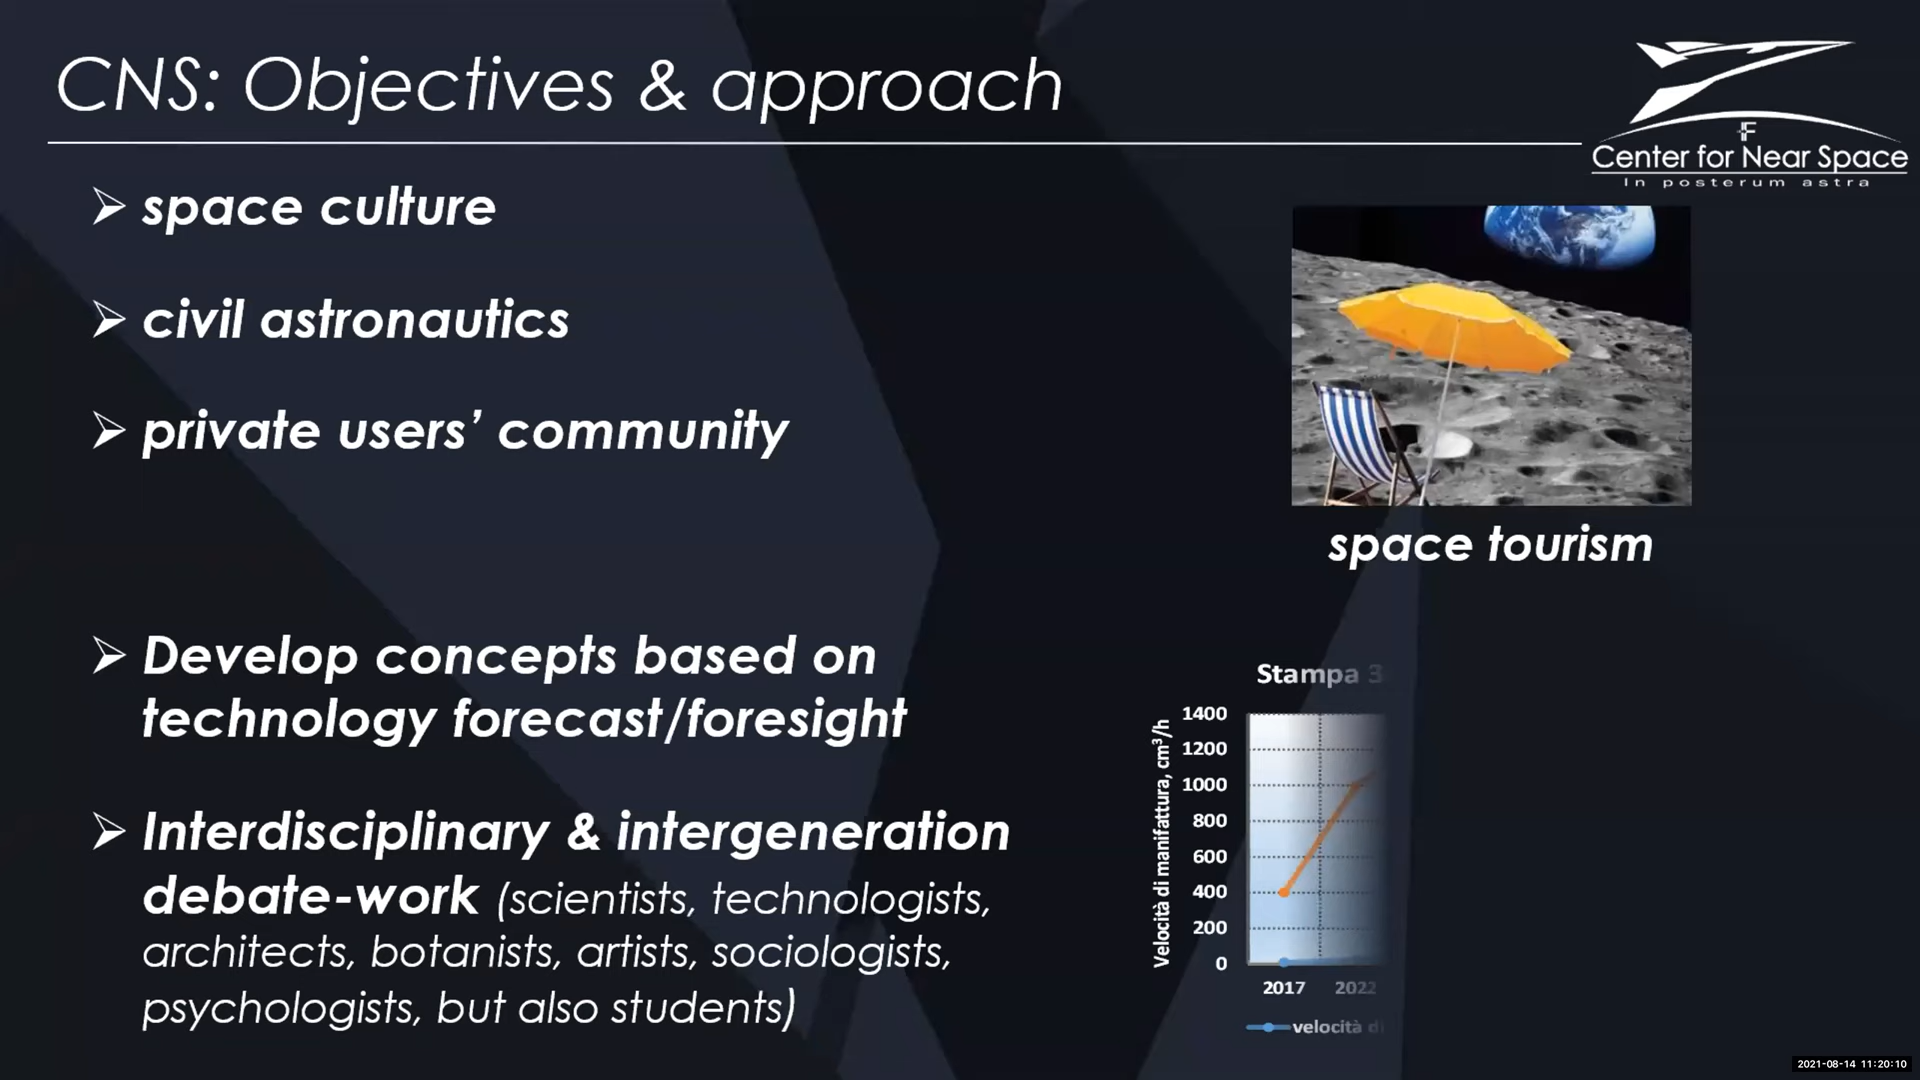 CNS: Objectives & approach
F
Center for Near Space
In posterum astra
➢ space culture
➢ civil astronautics
➢ private users’ community
space tourism
➢ Develop concepts based on
technology forecast/foresight
➢ Interdisciplinary & intergeneration
debate-work (scientists, technologists,
architects, botanists, artists, sociologists,
psychologists, but also students)
Stampa 3
Velocità di manifattura, cm³/h
1400
1200
1000
800
600
400
200
0
2017 2022
velocità di
2021-08-14 11:20:10